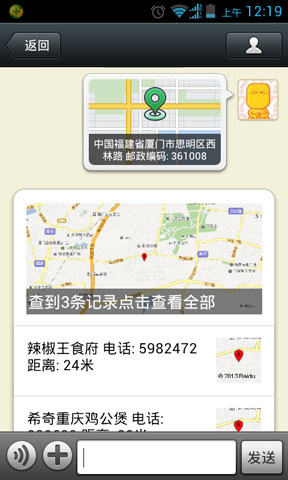 上午 12:19
返回
中国福建省厦门市思明区西
林路 邮政编码: 361008
查到3条记录点击查看全部
辣椒王食府 电话: 5982472
距离: 24米
© 2013 Baidu
希奇重庆鸡公煲 电话:
发送